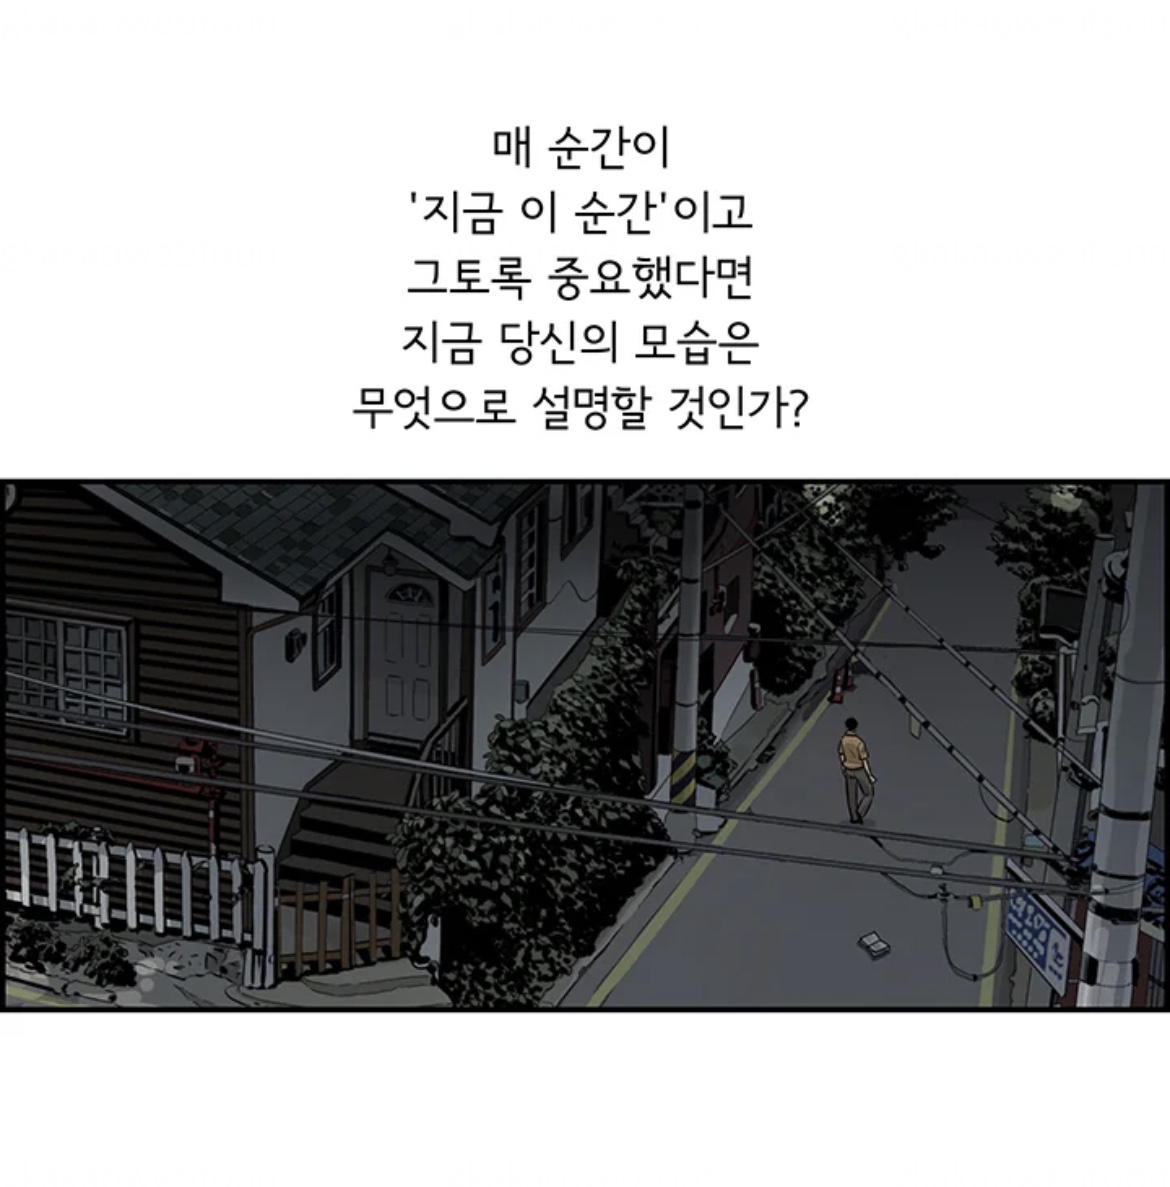 매 순간이
'지금 이 순간'이고
그토록 중요했다면
지금 당신의 모습은
무엇으로 설명할 것인가?